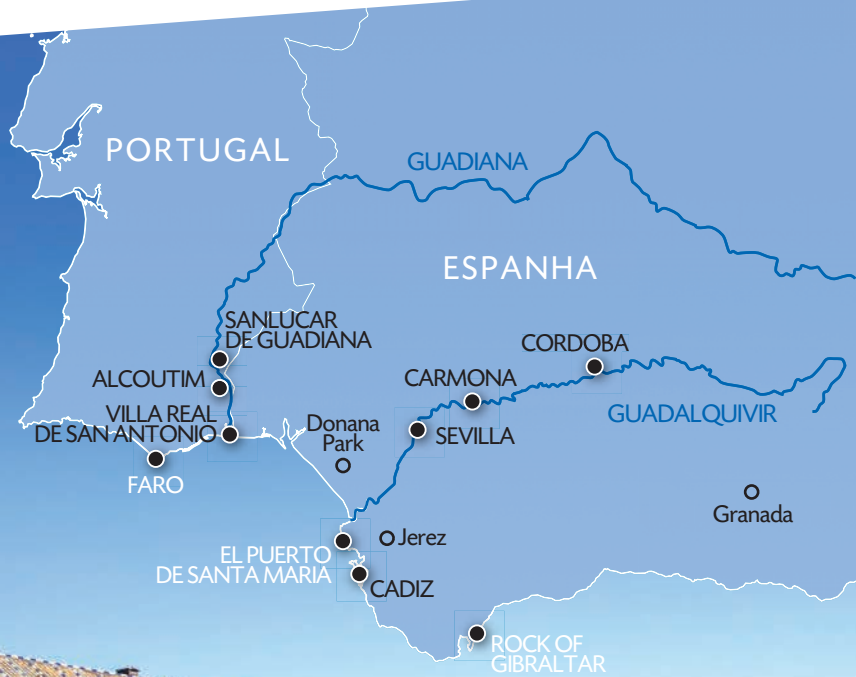 PORTUGAL
GUADIANA
ESPANHA
SANLUCAR
DE GUADIANA
CORDOBA
ALCOUTIM
CARMONA
VILLA REAL
DE SAN ANTONIO
GUADALQUIVIR
Donana
Park
SEVILLA
FARO
Granada
Jerez
EL PUERTO
DE SANTA MARIA
CADIZ
ROCK OF
GIBRALTAR